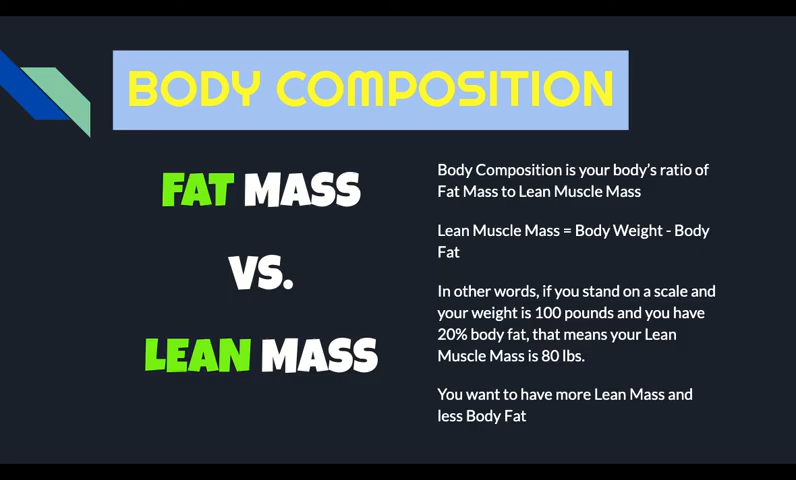 BODY COMPOSITION
FAT MASS
VS.
LEAN MASS
Body Composition is your body's ratio of
Fat Mass to Lean Muscle Mass
Lean Muscle Mass = Body Weight - Body
Fat
In other words, if you stand on a scale and
your weight is 100 pounds and you have
20% body fat, that means your Lean
Muscle Mass is 80 lbs.
You want to have more Lean Mass and
less Body Fat